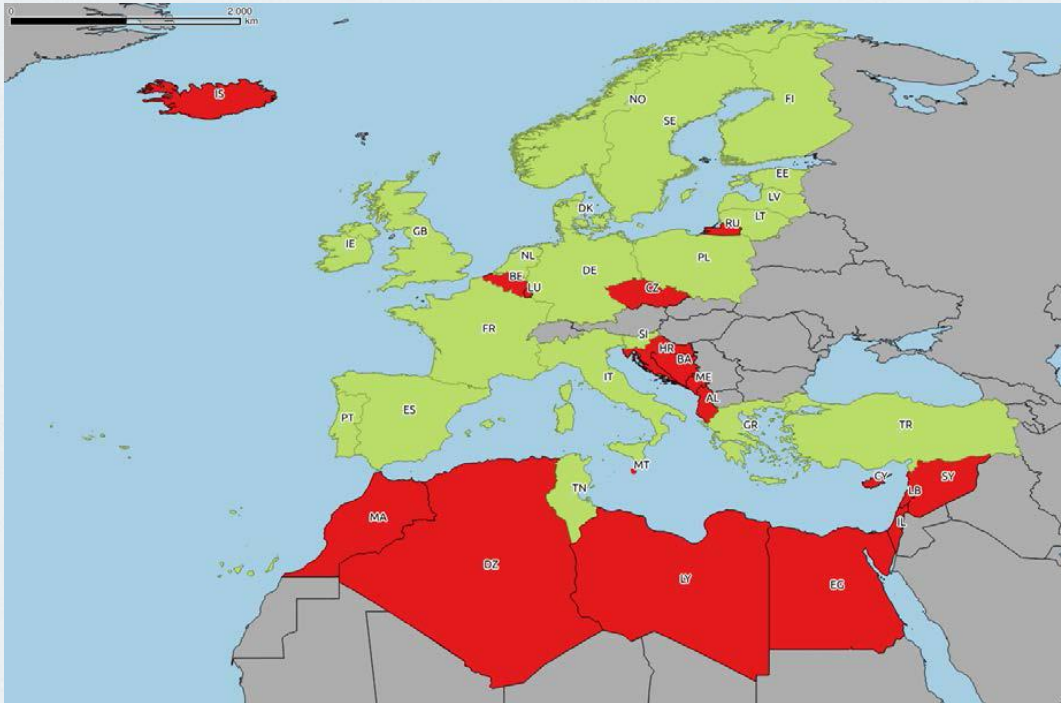 0 2.000
km
IS
NO
FI
SE
EE
LV
DK
LT
RU
GB
IE
NL
PL
DE
BE
LU
CZ
FR
SI
HR
BA
IT
ME
AL
ES
PT
GR
TR
MT
CY
SY
TN
LB
MA
IL
DZ
LY
EG